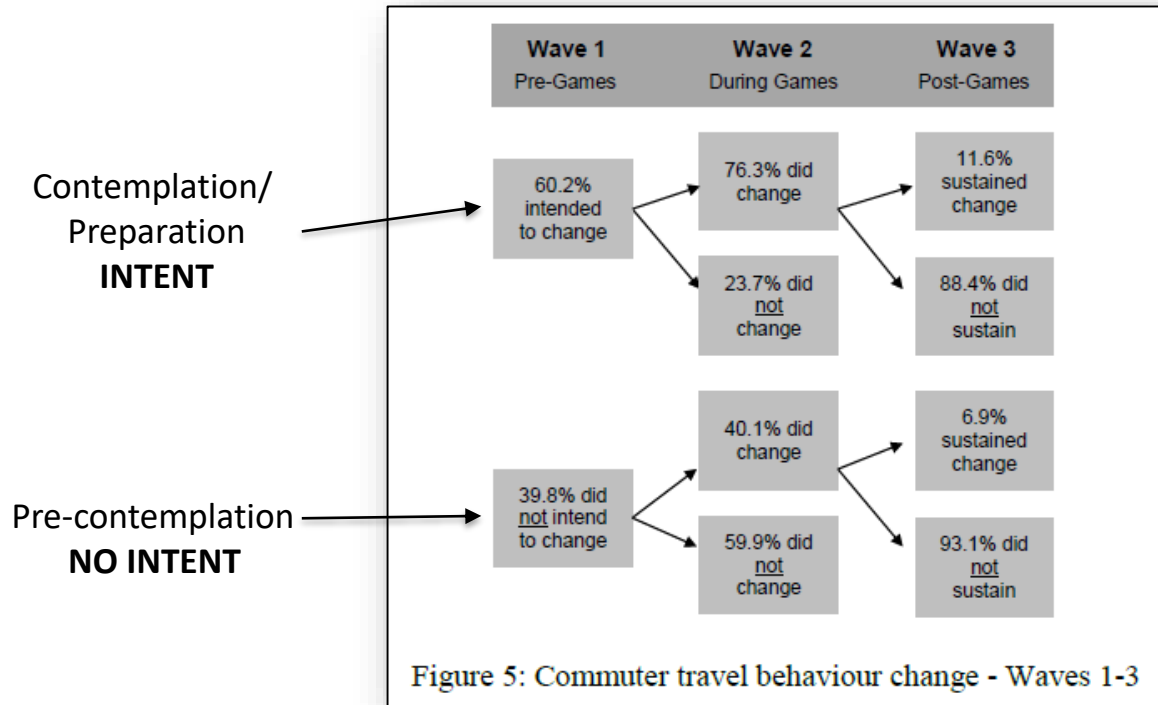 Wave 1
Pre-Games
Wave 2
During Games
Wave 3
Post-Games
Contemplation/
Preparation
INTENT
60.2%
intended
to change
76.3% did
change
23.7% did
not
change
11.6%
sustained
change
88.4% did
not
sustain
Pre-contemplation
NO INTENT
39.8% did
not intend
to change
40.1% did
change
59.9% did
not
change
6.9%
sustained
change
93.1% did
not
sustain
Figure 5: Commuter travel behaviour change - Waves 1-3